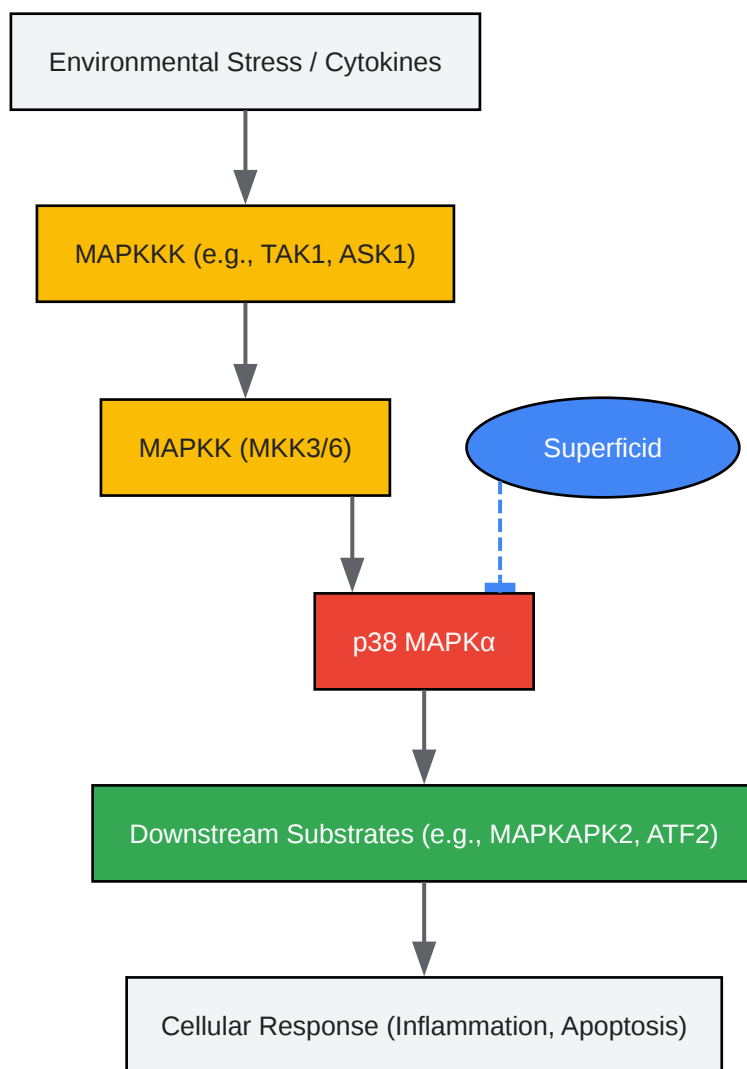 Environmental Stress / Cytokines
MAPKKK (e.g., TAK1, ASK1)
MAPKK (MKK3/6)
Superficid
p38 MAPKα
Downstream Substrates (e.g., MAPKAPK2, ATF2)
Cellular Response (Inflammation, Apoptosis)